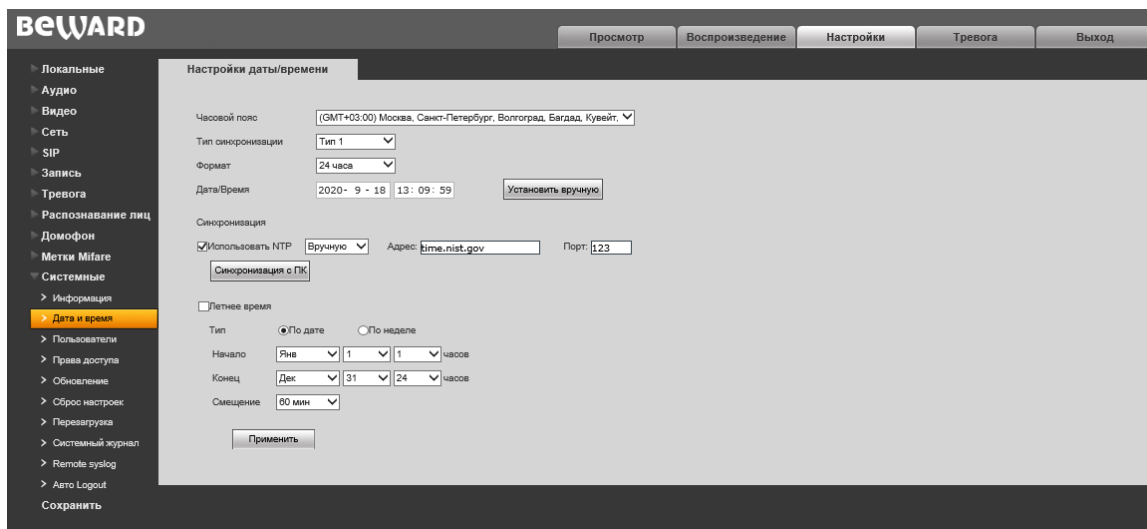 BEWARD
Просмотр Воспроизведение Настройки Тревога Выход
Локальные
Аудио
Видео
Сеть
SIP
Запись
Тревога
Распознавание лиц
Домофон
Метки Mifare
Системные
Информация
Дата и время
Пользователи
Права доступа
Обновление
Сброс настроек
Перезагрузка
Системный журнал
Remote syslog
Авто Logout
Сохранить
Настройки даты/времени
Часовой пояс (GMT+03:00) Москва, Санкт-Петербург, Волгоград, Багдад, Кувейт,
Тип синхронизации Тип 1
Формат 24 часа
Дата/Время 2020- 9 - 18 13: 09: 59 Установить вручную
Синхронизация
Использовать NTP Вручную Адрес: time.nist.gov Порт: 123
Синхронизация с ПК
Летнее время
Тип По дате По неделе
Начало Янв 1 1 часов
Конец Дек 31 24 часов
Смещение 60 мин
Применить